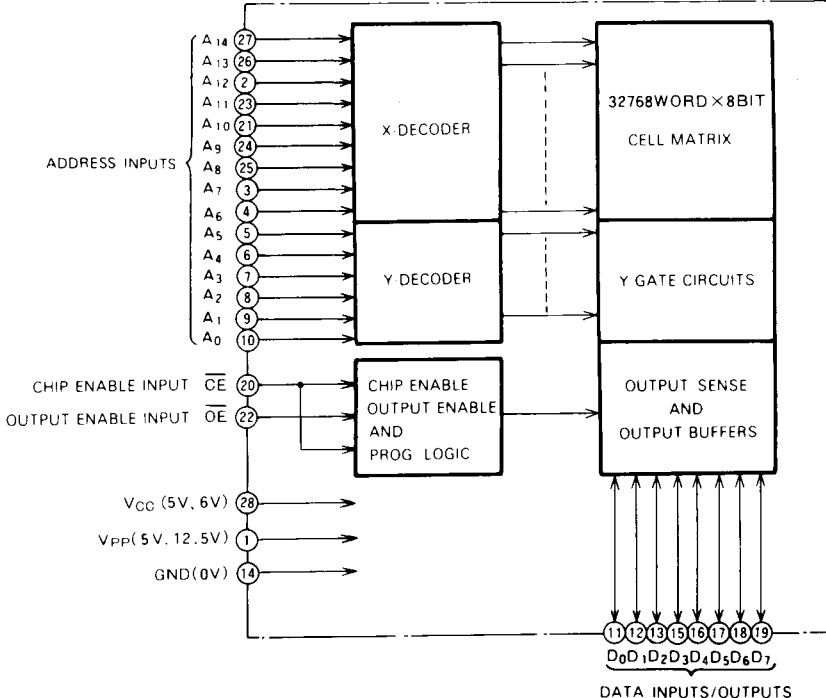 A14 27
A13 26
A12 2
A11 23
A10 21
A9 24
A8 25
A7 3
A6 4
A5 5
A4 6
A3 7
A2 8
A1 9
A0 10
ADDRESS INPUTS
X-DECODER
Y-DECODER
32768WORD×8BIT
CELL MATRIX
Y GATE CIRCUITS
CHIP ENABLE INPUT C̅E̅ 20
OUTPUT ENABLE INPUT O̅E̅ 22
CHIP ENABLE
OUTPUT ENABLE
AND
PROG LOGIC
OUTPUT SENSE
AND
OUTPUT BUFFERS
VCC (5V, 6V) 28
VPP(5V, 12.5V) 1
GND(0V) 14
11 12 13 15 16 17 18 19
D0 D1 D2 D3 D4 D5 D6 D7
DATA INPUTS/OUTPUTS